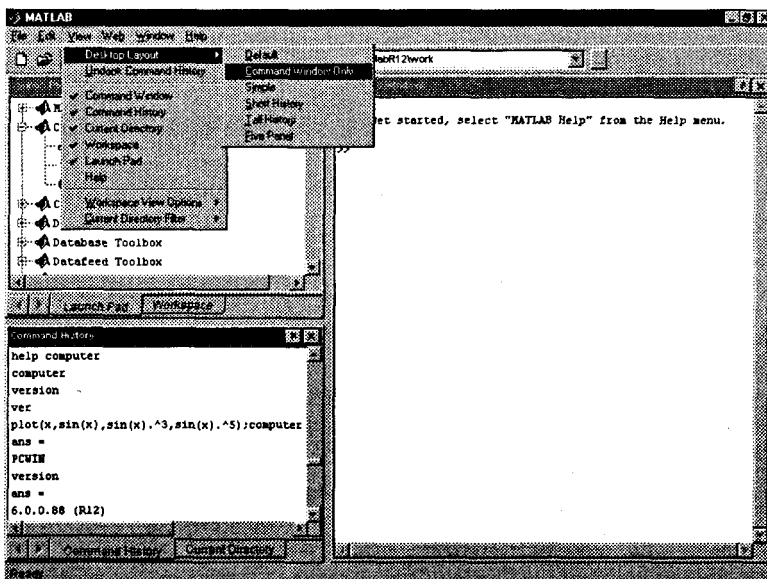 MATLAB
File Edit View Web Window Help
Desktop Layout
Undock Command History
Command Window
Command History
Current Directory
Workspace
Launch Pad
Help
Workspace View Options
Current Directory Filter
Default
Command Window Only
Simple
Short History
Tall History
Five Panel
labR12\work
get started, select "MATLAB Help" from the Help menu.
>>
Database Toolbox
Datafeed Toolbox
Launch Pad Workspace
Command History
help computer
computer
version
ver
plot(x,sin(x),sin(x).^3,sin(x).^5);computer
ans =
PCWIN
version
ans =
6.0.0.88 (R12)
Command History Current Directory
Ready